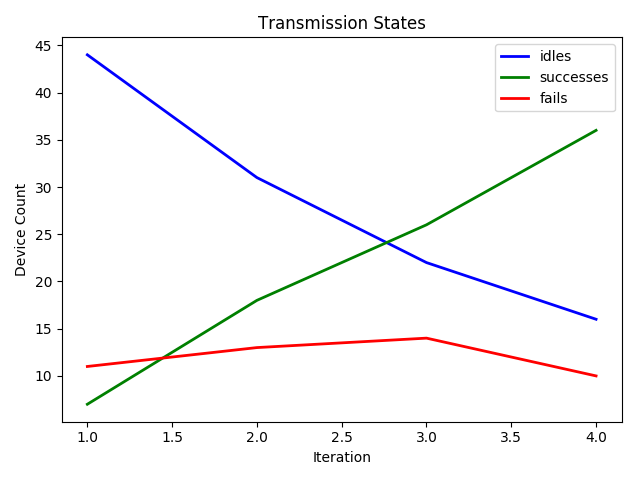 Transmission States
45
40
35
30
25
20
15
10
Device Count
idles
successes
fails
1.0 1.5 2.0 2.5 3.0 3.5 4.0
Iteration